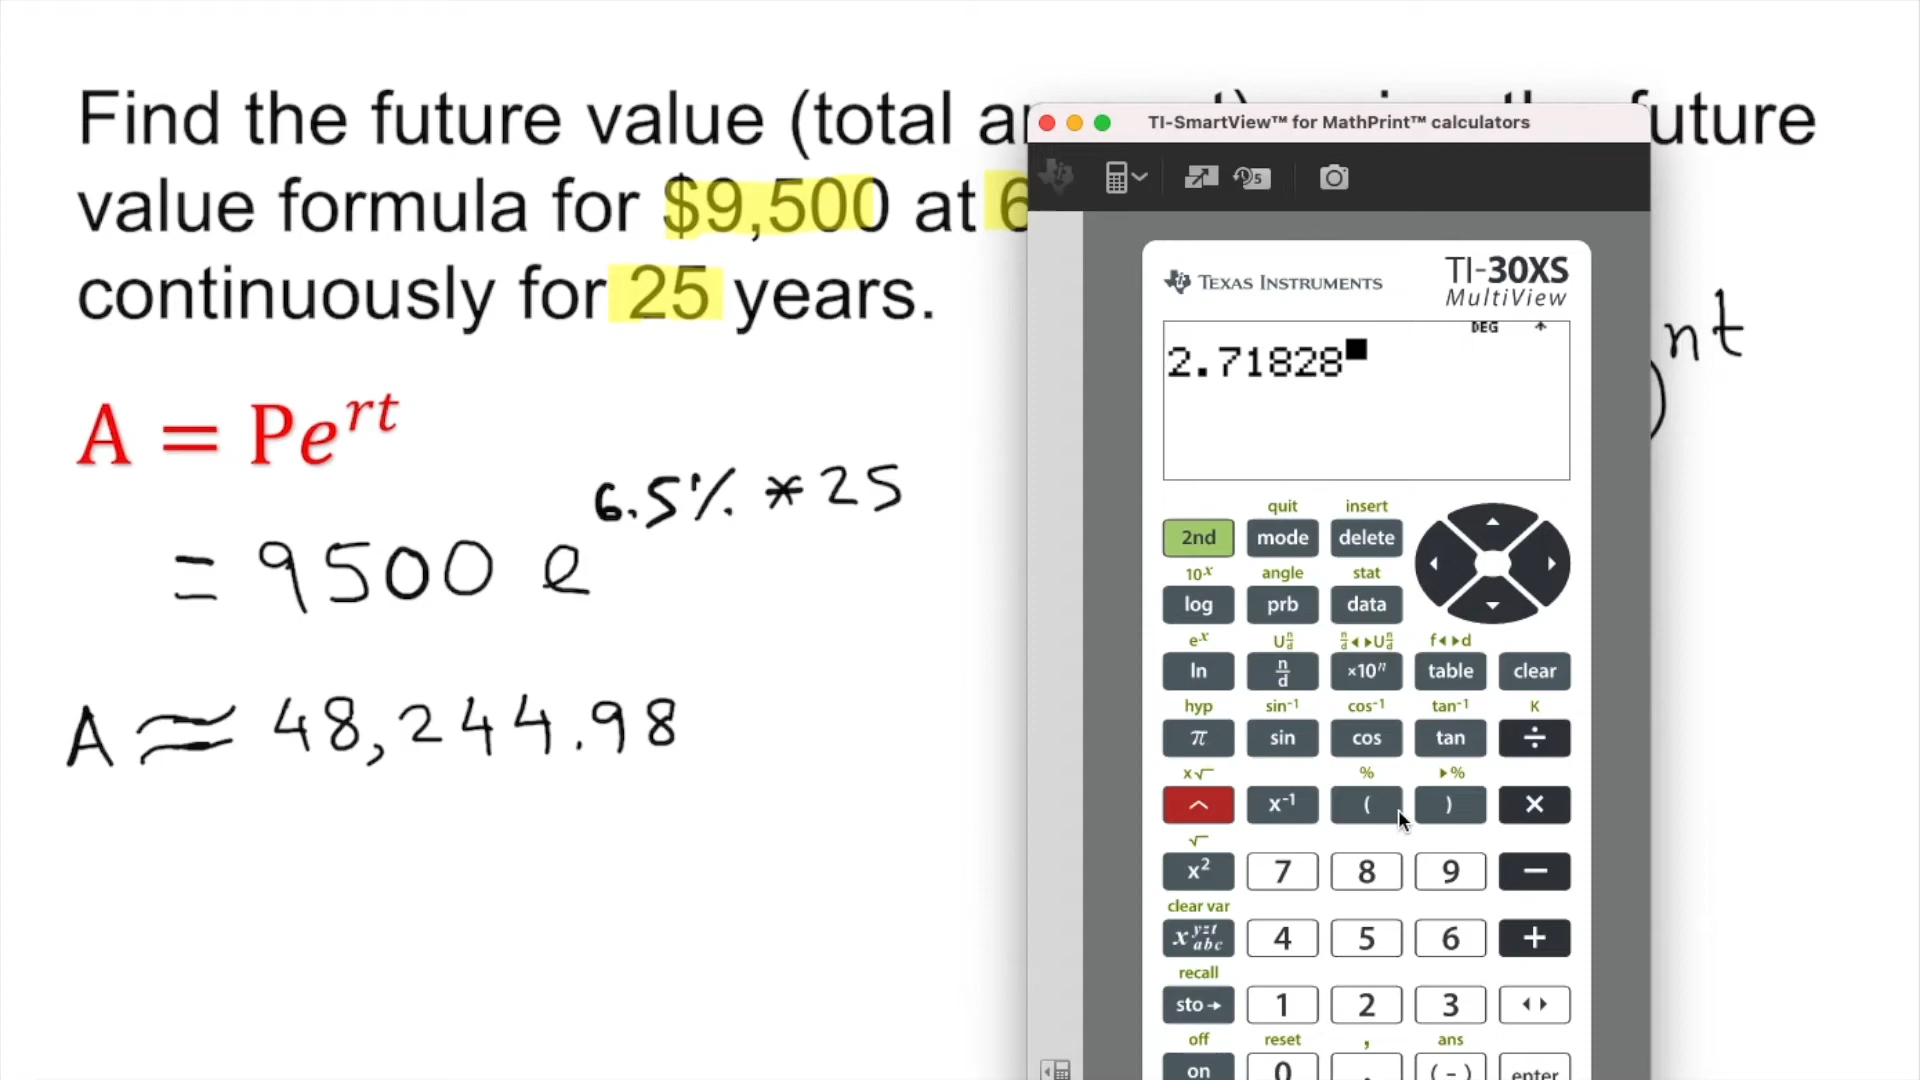 Find the future value (total a
uture
value formula for $9,500 at 6
continuously for 25 years.
A = Pe^rt
6.5% * 25
= 9500 e
A ≈ 48,244.98
)^nt
TI-SmartView™ for MathPrint™ calculators
5
TEXAS INSTRUMENTS
TI-30XS
MultiView
DEG
2.71828
quit insert
2nd mode delete
10^x angle stat
log prb data
e^x U n/d n/d ◄►U n/d f◄►d
ln n/d ×10^n table clear
hyp sin⁻¹ cos⁻¹ tan⁻¹ K
π sin cos tan ÷
x√ % ►%
^ x⁻¹ ( ) ×
√
x² 7 8 9 −
clear var
x yzt abc 4 5 6 +
recall
sto→ 1 2 3 ◄►
off reset , ans
on 0 . (-) enter